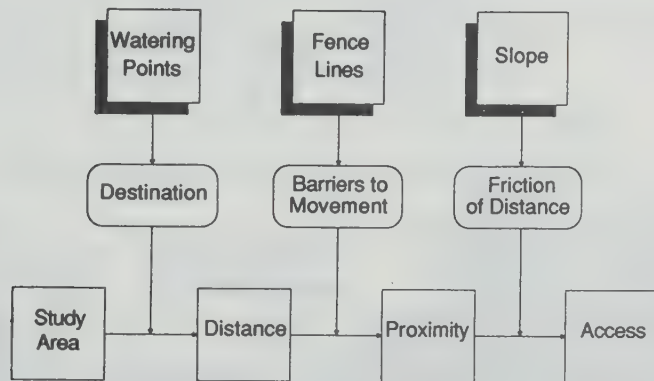 Watering
Points
Fence
Lines
Slope
Destination
Barriers to
Movement
Friction
of Distance
Study
Area
Distance
Proximity
Access